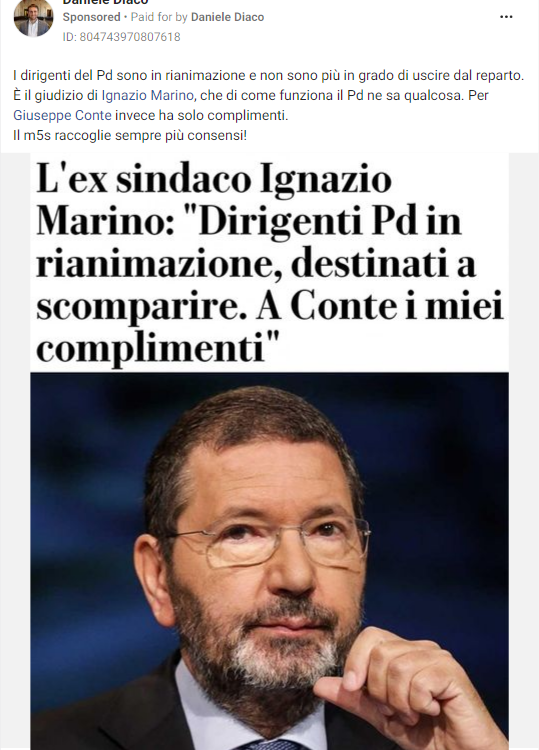 Daniele Diaco
Sponsored • Paid for by Daniele Diaco
ID: 804743970807618
I dirigenti del Pd sono in rianimazione e non sono più in grado di uscire dal reparto.
È il giudizio di Ignazio Marino, che di come funziona il Pd ne sa qualcosa. Per
Giuseppe Conte invece ha solo complimenti.
Il m5s raccoglie sempre più consensi!
L'ex sindaco Ignazio
Marino: "Dirigenti Pd in
rianimazione, destinati a
scomparire. A Conte i miei
complimenti"